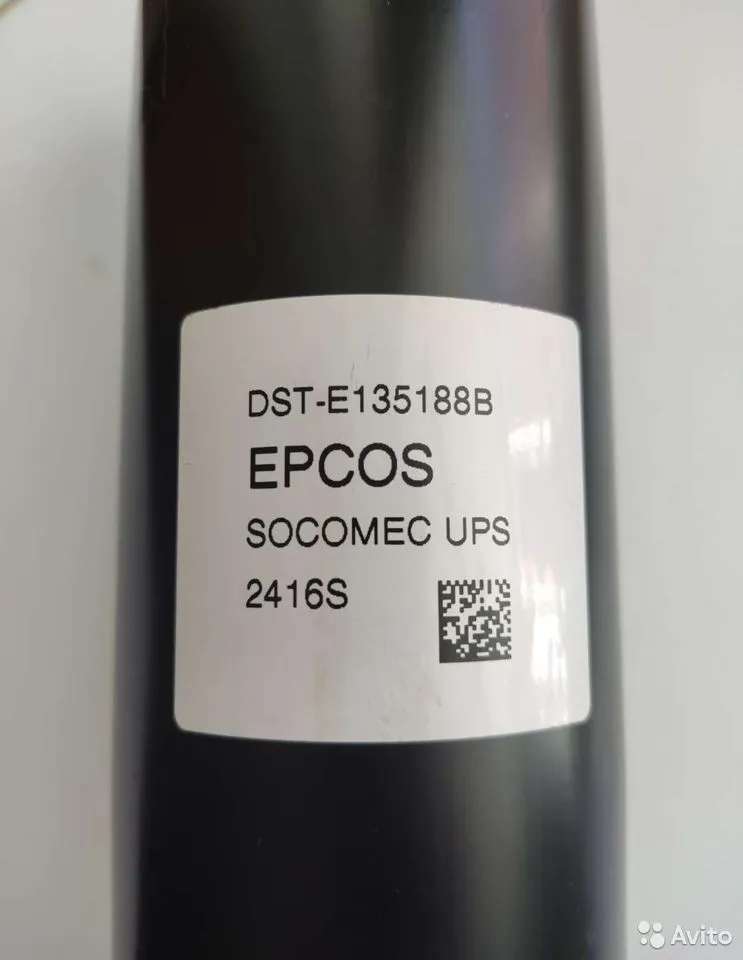 DST-E135188B
EPCOS
SOCOMEC UPS
2416S
Avito